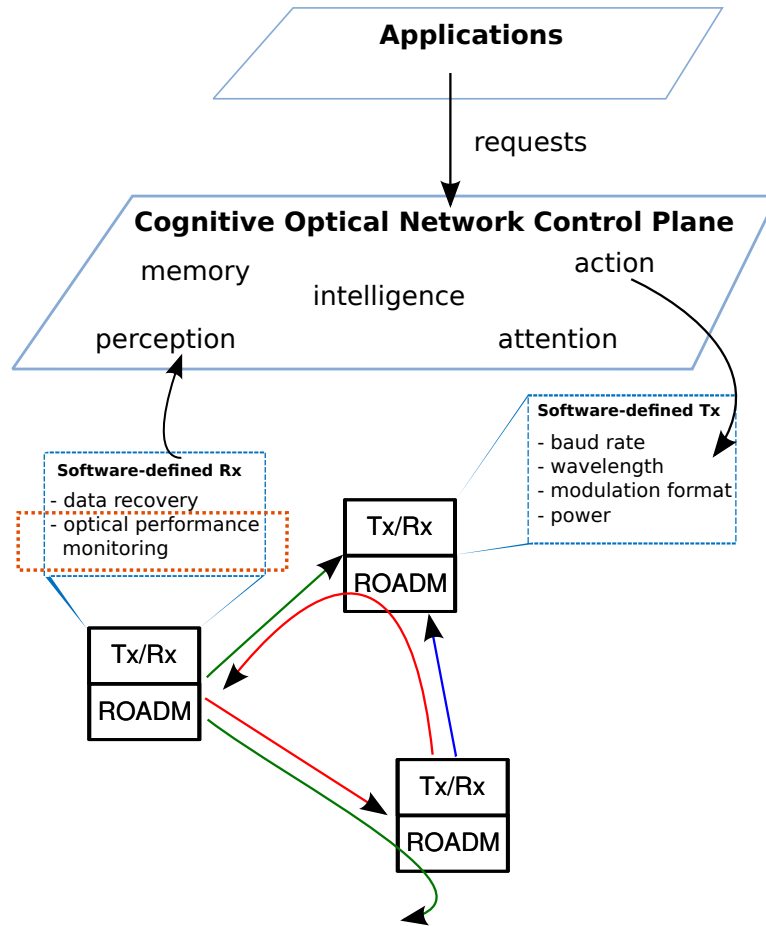 Applications
requests
Cognitive Optical Network Control Plane
memory
action
intelligence
perception
attention
Software-defined Tx
- baud rate
- wavelength
- modulation format
- power
Software-defined Rx
- data recovery
- optical performance
monitoring
Tx/Rx
ROADM
Tx/Rx
ROADM
Tx/Rx
ROADM